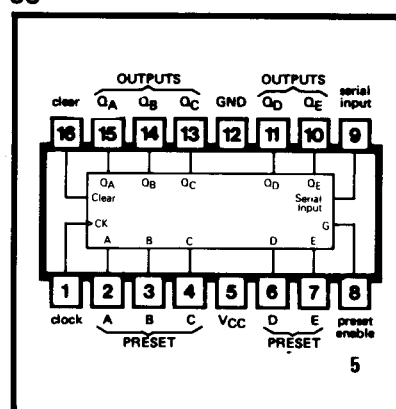 OUTPUTS OUTPUTS
clear QA QB QC GND QD QE serial input
16 15 14 13 12 11 10 9
QA QB QC QD QE
Clear Serial Input
CK G
A B C D E
1 2 3 4 5 6 7 8
clock A B C VCC D E preset enable
PRESET PRESET
5